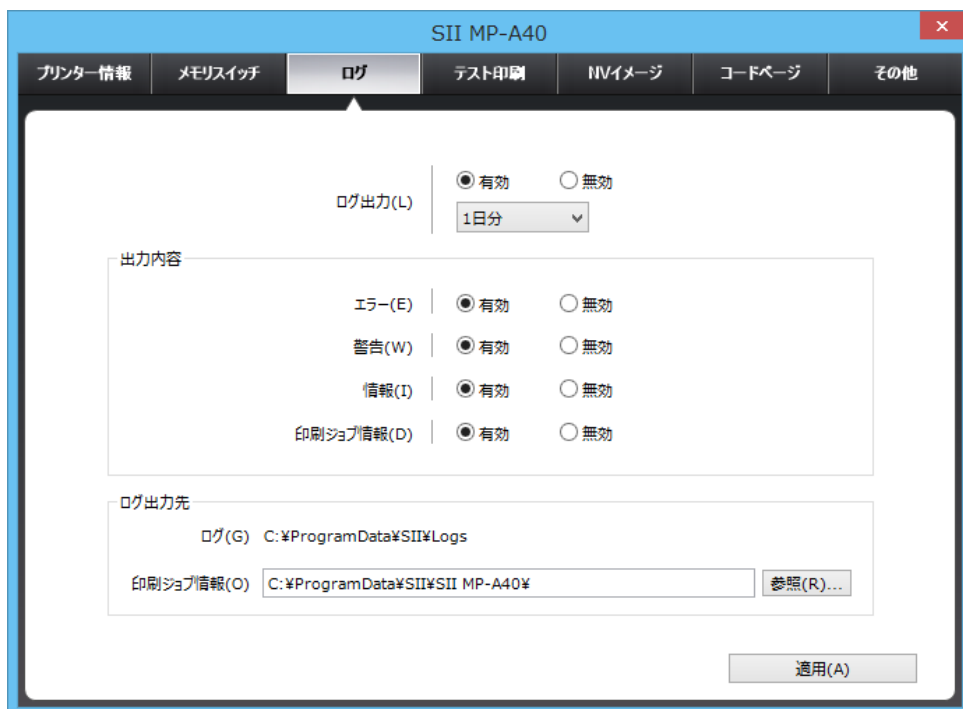 SII MP-A40
プリンター情報 メモリスイッチ ログ テスト印刷 NVイメージ コードページ その他
ログ出力(L) 有効 無効
1日分
出力内容
エラー(E) 有効 無効
警告(W) 有効 無効
情報(I) 有効 無効
印刷ジョブ情報(D) 有効 無効
ログ出力先
ログ(G) C:¥ProgramData¥SII¥Logs
印刷ジョブ情報(O) C:¥ProgramData¥SII¥SII MP-A40¥ 参照(R)...
適用(A)